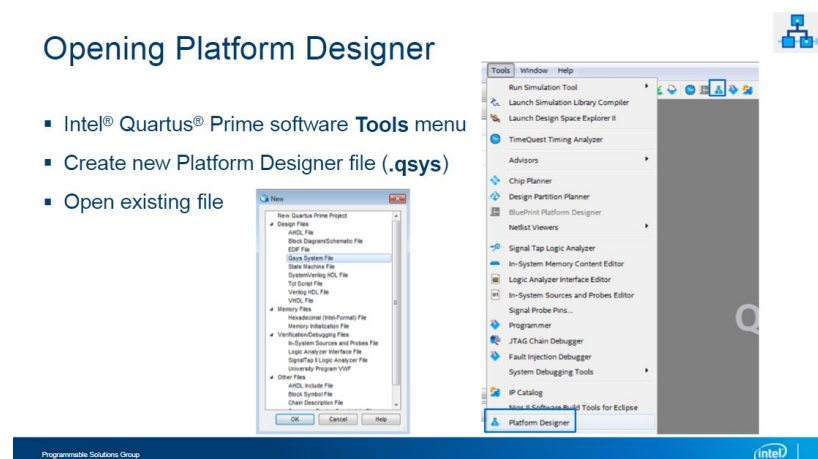 Opening Platform Designer
Intel® Quartus® Prime software Tools menu
Create new Platform Designer file (.qsys)
Open existing file
New
New Quartus Prime Project
Design Files
AHDL File
Block Diagram/Schematic File
EDIF File
Qsys System File
State Machine File
SystemVerilog HDL File
Tcl Script File
Verilog HDL File
VHDL File
Memory Files
Hexadecimal (Intel-Format) File
Memory Initialization File
Verification/Debugging Files
In-System Sources and Probes File
Logic Analyzer Interface File
SignalTap II Logic Analyzer File
University Program VWF
Other Files
AHDL Include File
Block Symbol File
Chain Description File
OK Cancel Help
Tools Window Help
Run Simulation Tool
Launch Simulation Library Compiler
Launch Design Space Explorer II
TimeQuest Timing Analyzer
Advisors
Chip Planner
Design Partition Planner
BluePrint Platform Designer
Netlist Viewers
Signal Tap Logic Analyzer
In-System Memory Content Editor
Logic Analyzer Interface Editor
In-System Sources and Probes Editor
Signal Probe Pins...
Programmer
JTAG Chain Debugger
Fault Injection Debugger
System Debugging Tools
IP Catalog
Nios II Software Build Tools for Eclipse
Platform Designer
Q
Programmable Solutions Group
intel